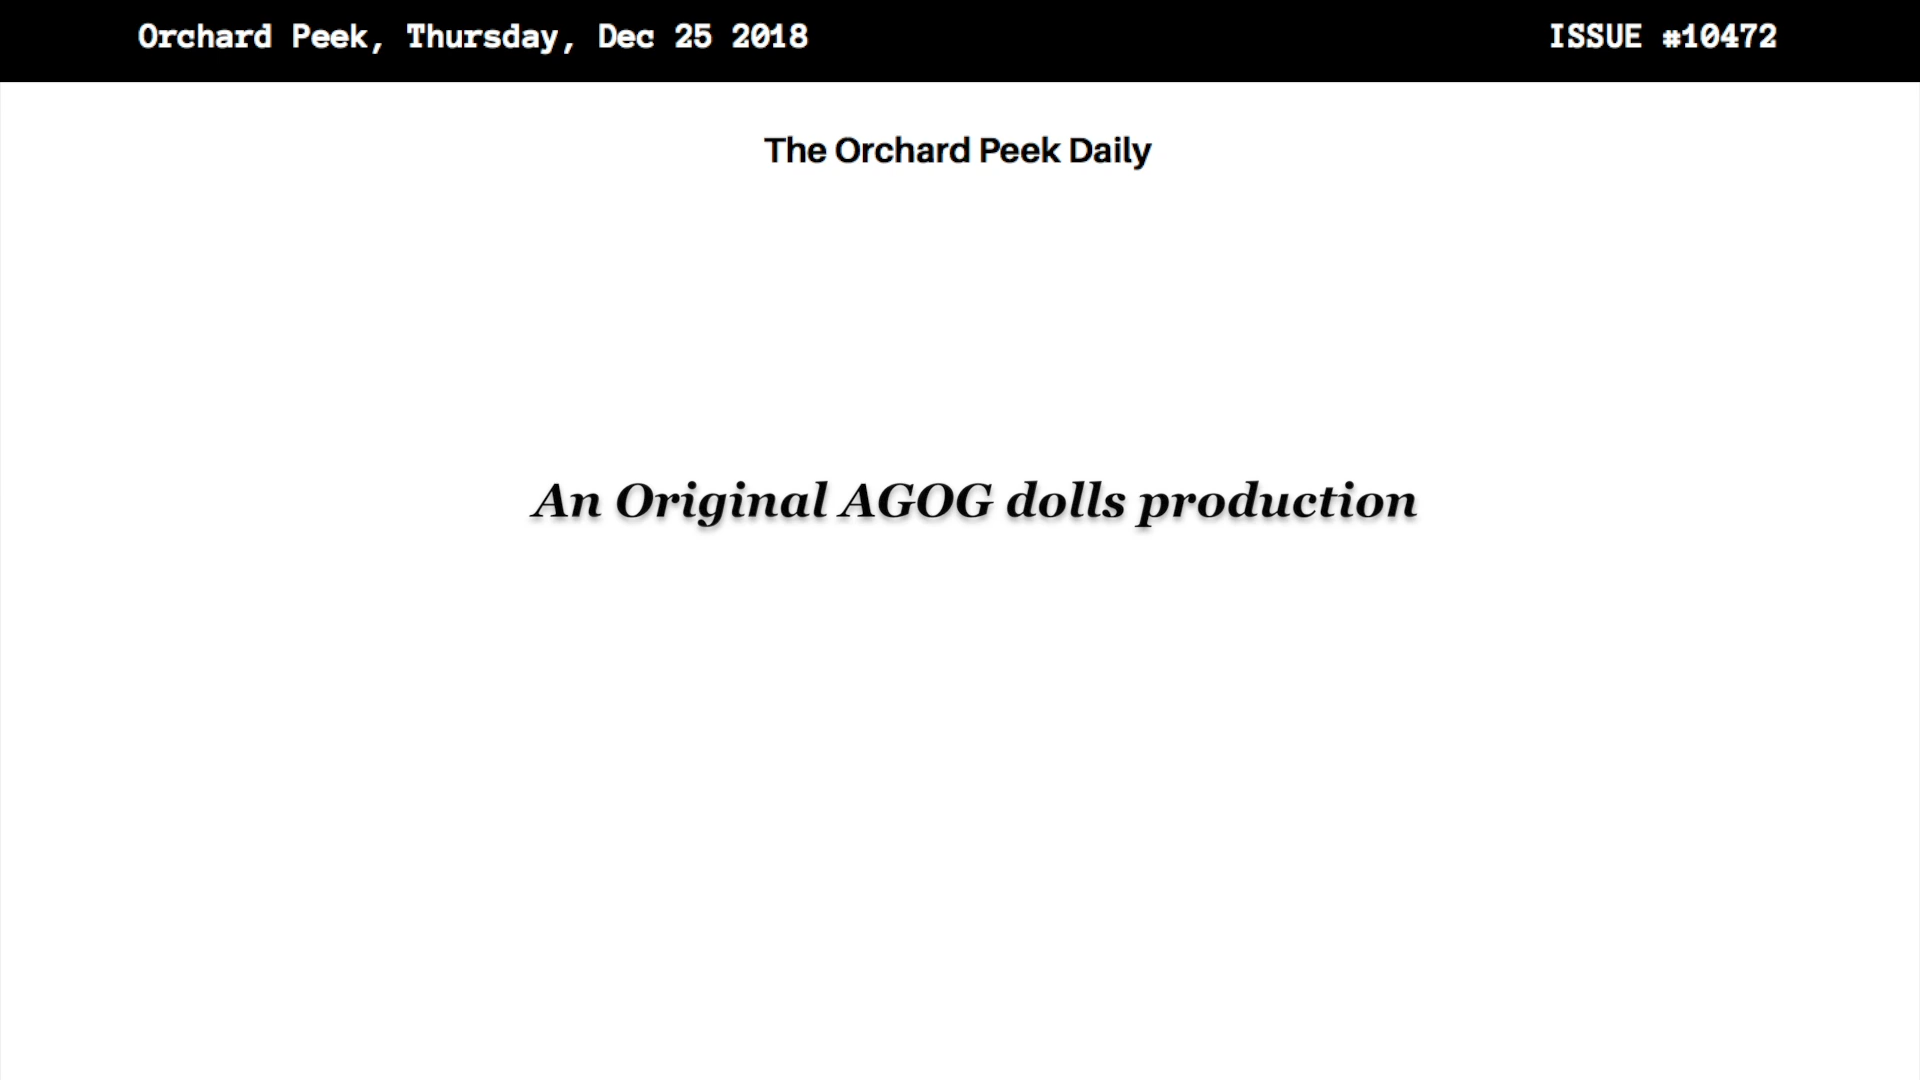 Orchard Peek, Thursday, Dec 25 2018 ISSUE #10472
The Orchard Peek Daily
An Original AGOG dolls production